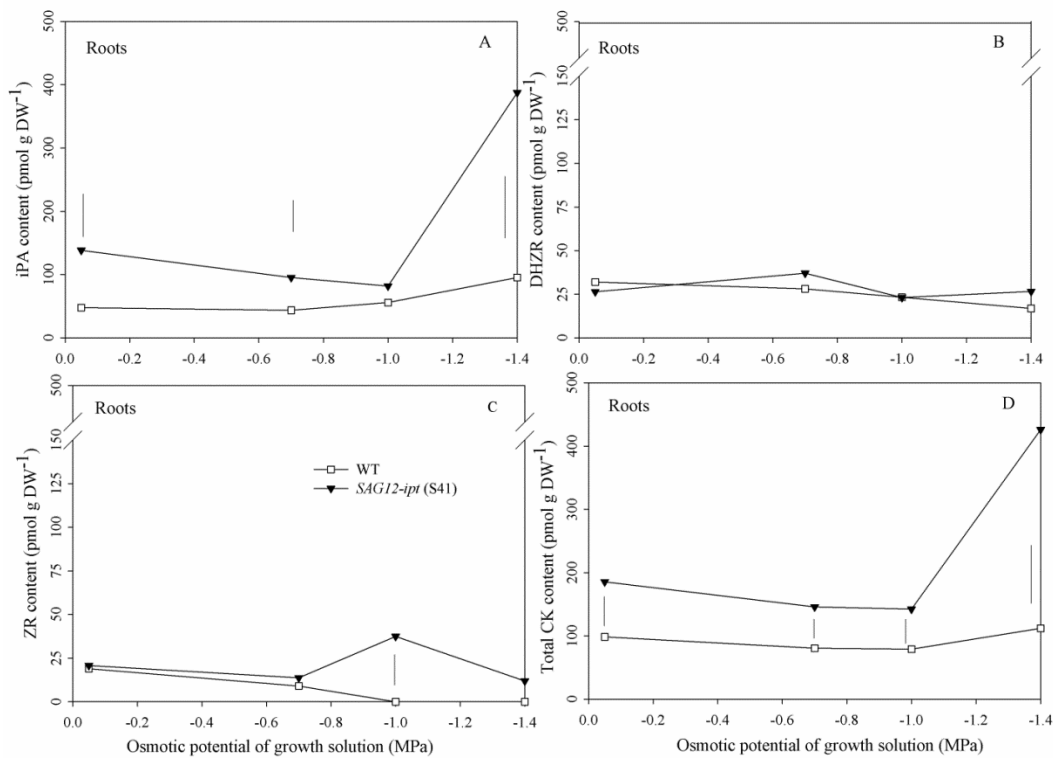 A
Roots
iPA content (pmol g DW-1)
500
400
300
200
100
0
0.0 -0.2 -0.4 -0.6 -0.8 -1.0 -1.2 -1.4
B
Roots
DHZR content (pmol g DW-1)
500
150
125
100
75
50
25
0
0.0 -0.2 -0.4 -0.6 -0.8 -1.0 -1.2 -1.4
C
Roots
WT
SAG12-ipt (S41)
ZR content (pmol g DW-1)
500
150
125
100
75
50
25
0
0.0 -0.2 -0.4 -0.6 -0.8 -1.0 -1.2 -1.4
Osmotic potential of growth solution (MPa)
D
Roots
Total CK content (pmol g DW-1)
500
400
300
200
100
0
0.0 -0.2 -0.4 -0.6 -0.8 -1.0 -1.2 -1.4
Osmotic potential of growth solution (MPa)